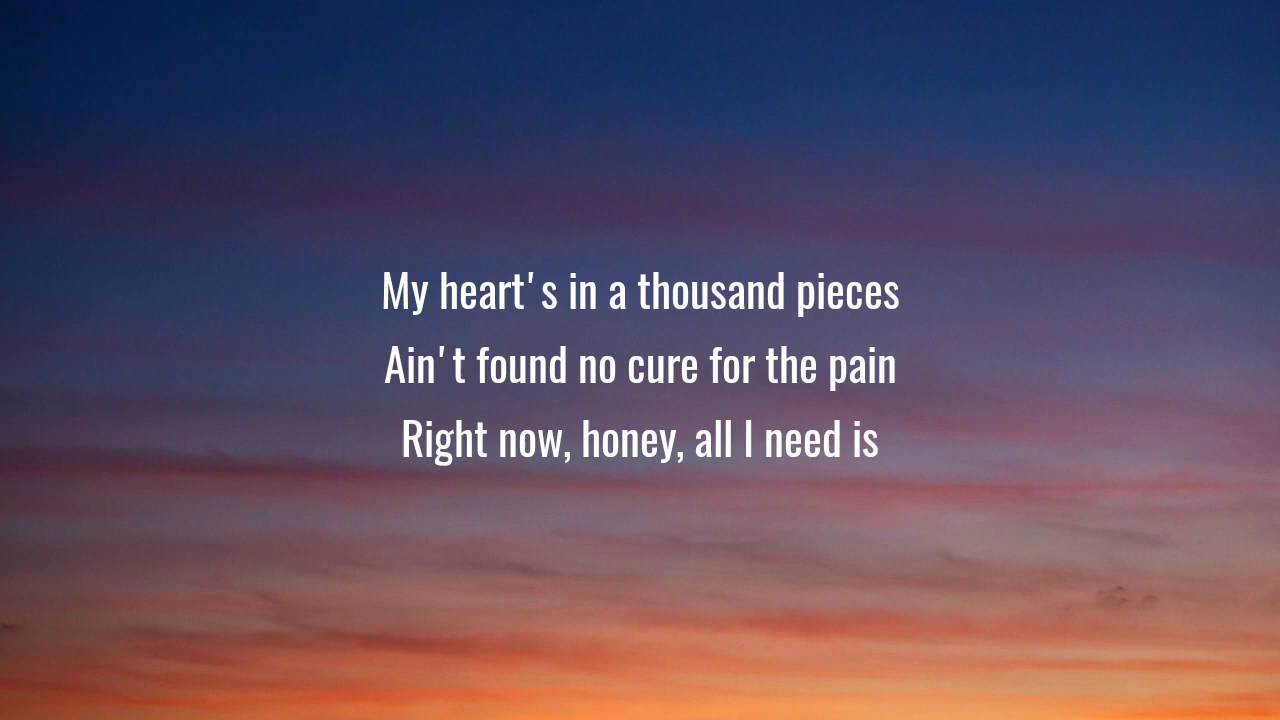 My heart's in a thousand pieces
Ain't found no cure for the pain
Right now, honey, all I need is